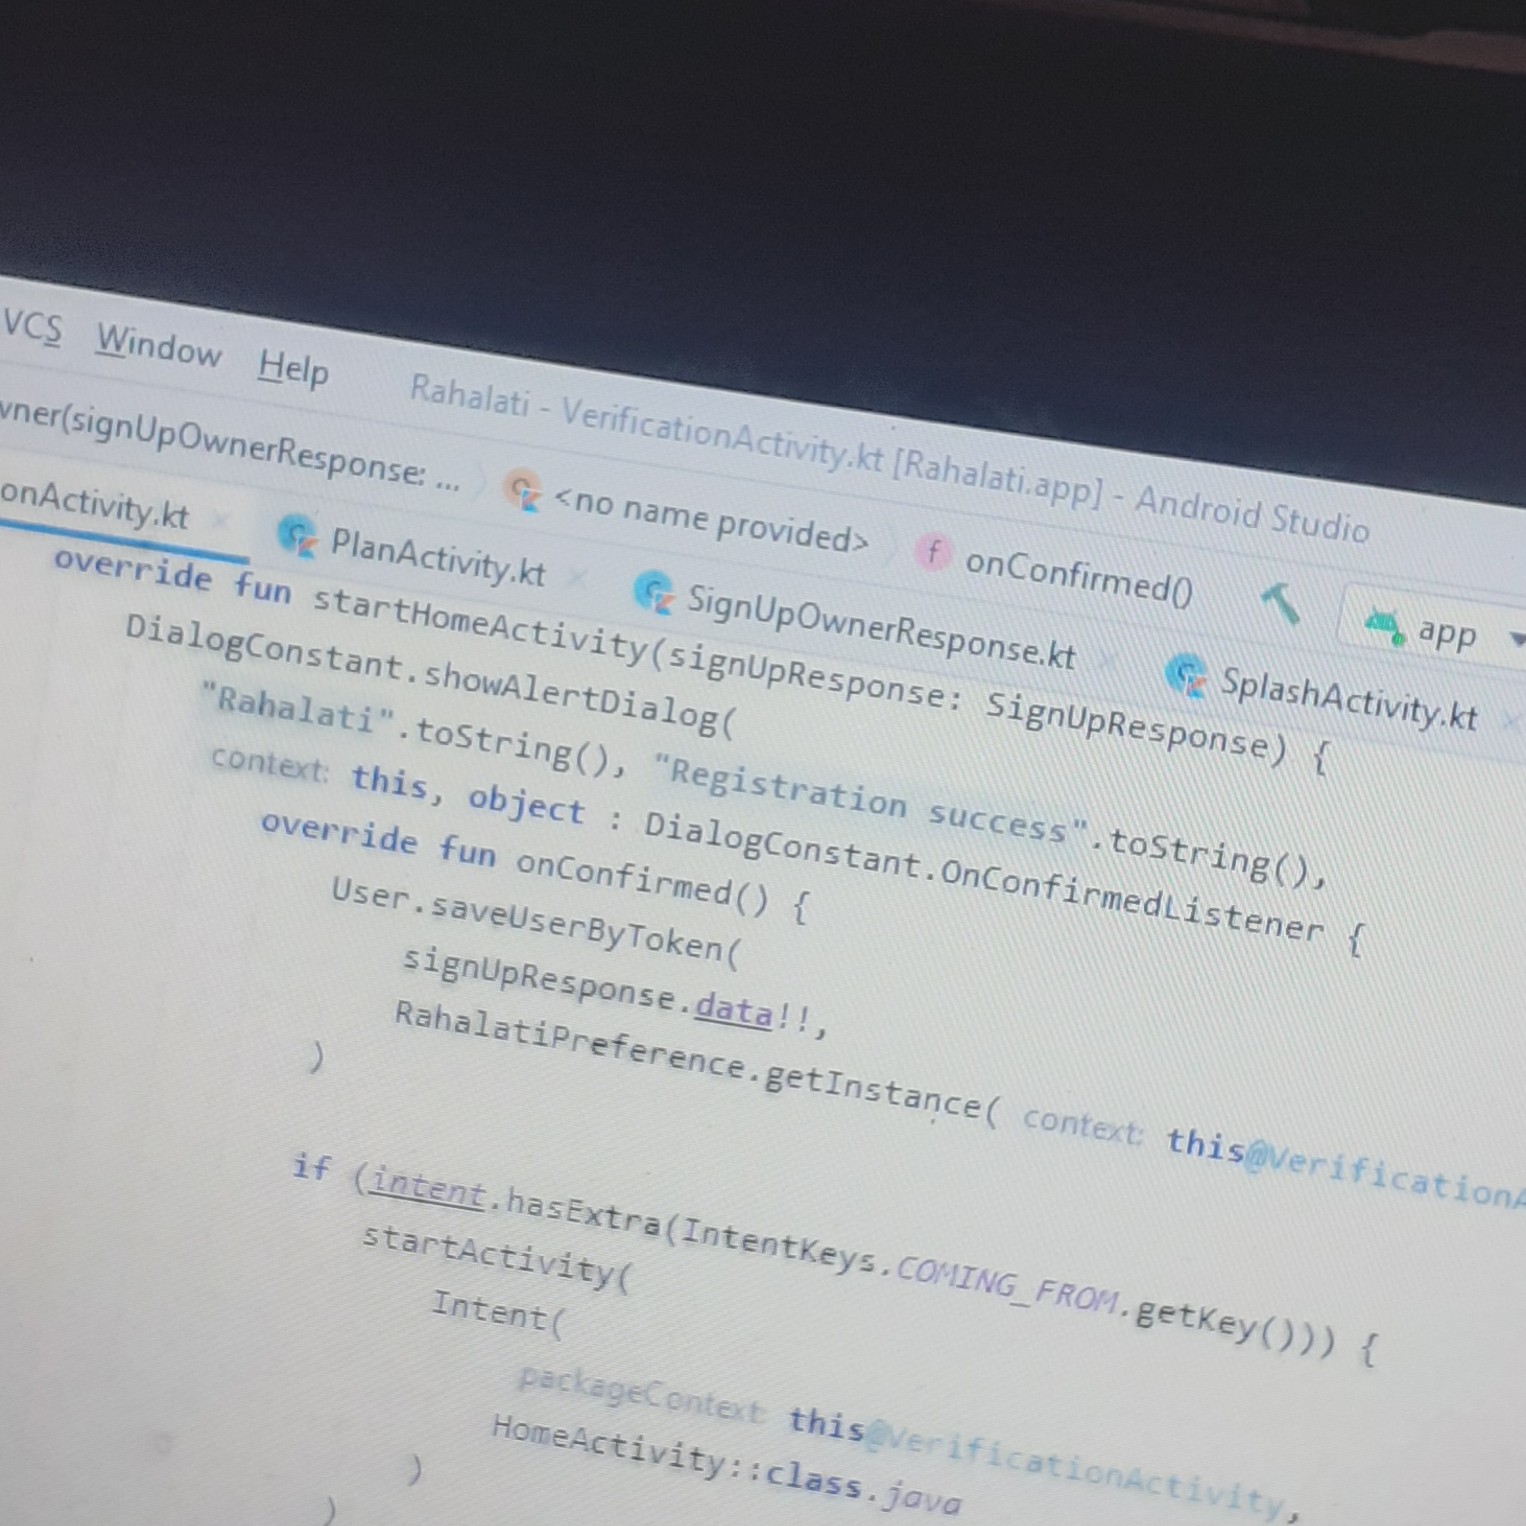 VCS Window Help Rahalati - VerificationActivity.kt [Rahalati.app] - Android Studio
wner(signUpOwnerResponse: ... <no name provided> f onConfirmed() app
onActivity.kt PlanActivity.kt SignUpOwnerResponse.kt SplashActivity.kt
override fun startHomeActivity(signUpResponse: SignUpResponse) {
DialogConstant.showAlertDialog(
"Rahalati".toString(), "Registration success".toString(),
context: this, object : DialogConstant.OnConfirmedListener {
override fun onConfirmed() {
User.saveUserByToken(
signUpResponse.data!!,
RahalatiPreference.getInstance( context: this@VerificationA
)
if (intent.hasExtra(IntentKeys.COMING_FROM.getKey())) {
startActivity(
Intent(
packageContext: this@VerificationActivity,
HomeActivity::class.java
)
)